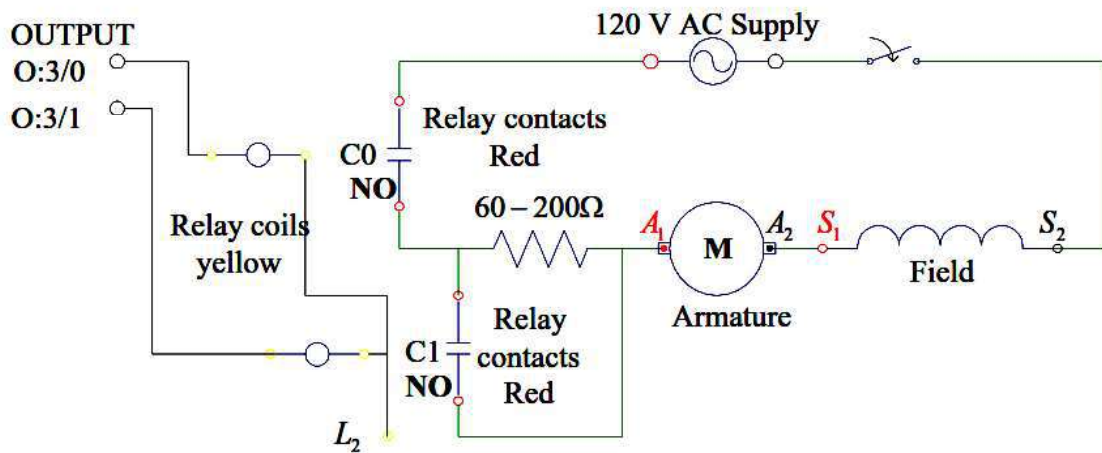 OUTPUT
O:3/0
O:3/1
120 V AC Supply
Relay contacts
Red
C0
NO
60 – 200Ω
Relay coils
yellow
A₁
M
A₂
S₁
S₂
Armature
Field
Relay
contacts
Red
C1
NO
L₂